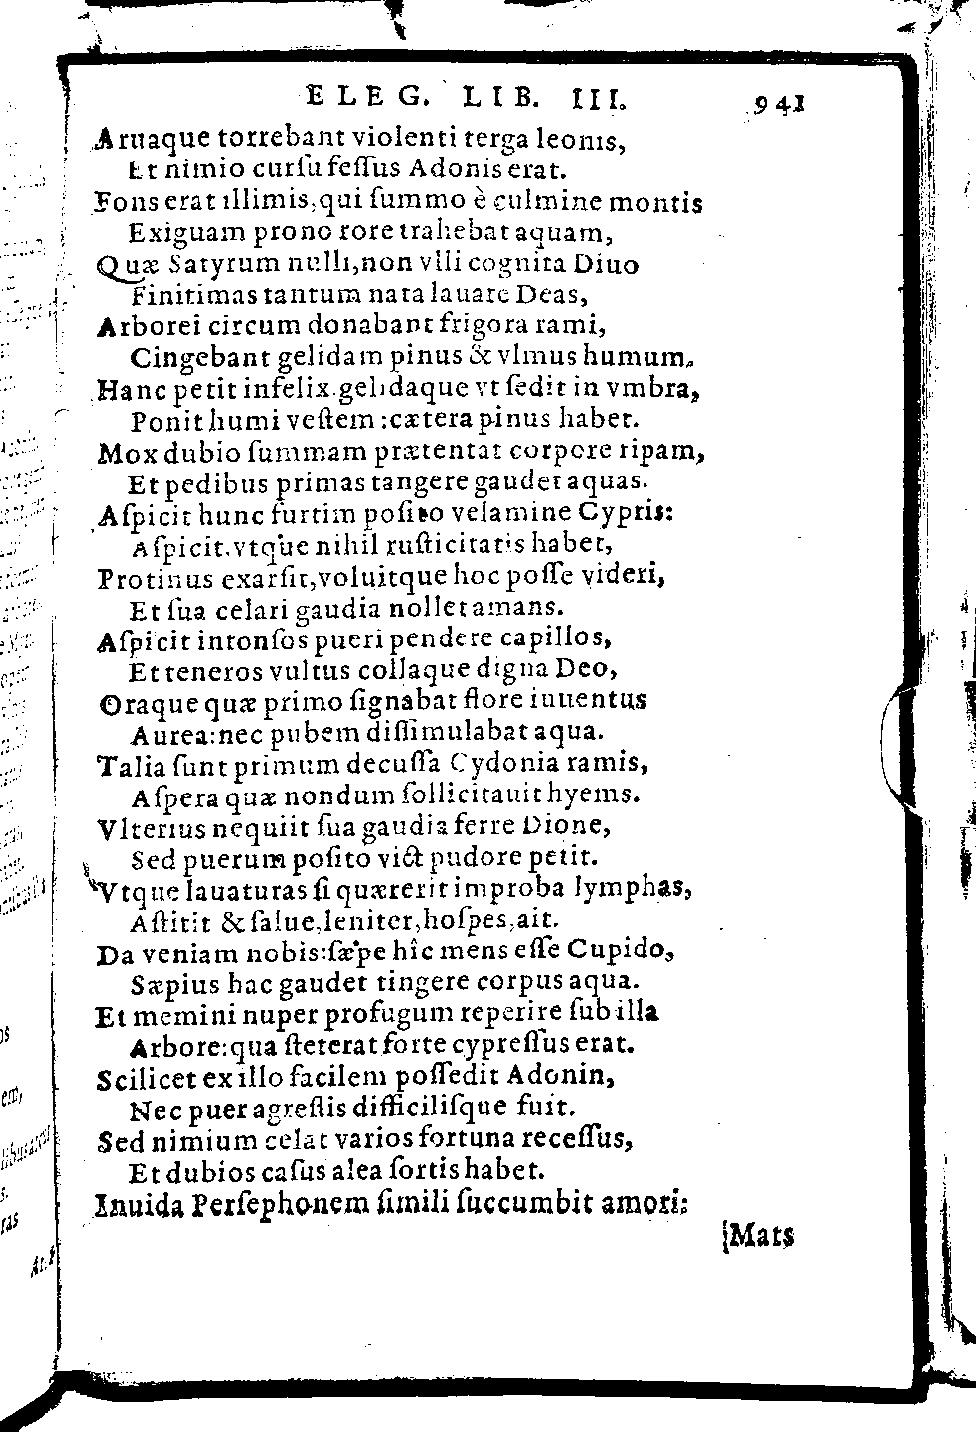 ELEG. LIB. III. 941
Aruaque torrebant violenti terga leonis,
Et nimio curſu feſſus Adonis erat.
Fons erat illimis, qui ſummo è culmine montis
Exiguam prono rore trahebat aquam,
Quæ Satyrum nulli, non vlli cognita Diuo
Finitimas tantum nata lauare Deas,
Arborei circum donabant frigora rami,
Cingebant gelidam pinus & vlmus humum.
Hanc petit infelix. gelidaque vt ſedit in vmbra,
Ponit humi veſtem: cætera pinus habet.
Mox dubio ſummam prætentat corpore ripam,
Et pedibus primas tangere gaudet aquas.
Aſpicit hunc furtim poſito velamine Cypris:
Aſpicit. vtque nihil ruſticitatis habet,
Protinus exarſit, voluitque hoc poſſe videri,
Et ſua celari gaudia nollet amans.
Aſpicit intonſos pueri pendere capillos,
Et teneros vultus collaque digna Deo,
Oraque quæ primo ſignabat flore iuuentus
Aurea: nec pubem diſſimulabat aqua.
Talia ſunt primum decuſſa Cydonia ramis,
Aſpera quæ nondum ſollicitauit hyems.
Vlterius nequiit ſua gaudia ferre Dione,
Sed puerum poſito vict pudore petit.
Vtque lauaturas ſi quærerit improba lymphas,
Aſtitit & ſalue, leniter, hoſpes, ait.
Da veniam nobis: ſæpe hîc mens eſſe Cupido,
Sæpius hac gaudet tingere corpus aqua.
Et memini nuper profugum reperire ſub illa
Arbore: qua ſteterat forte cypreſſus erat.
Scilicet ex illo facilem poſſedit Adonin,
Nec puer agreſtis difficiliſque fuit.
Sed nimium celat varios fortuna receſſus,
Et dubios caſus alea ſortis habet.
Inuida Perſephonem ſimili ſuccumbit amori:
Mats